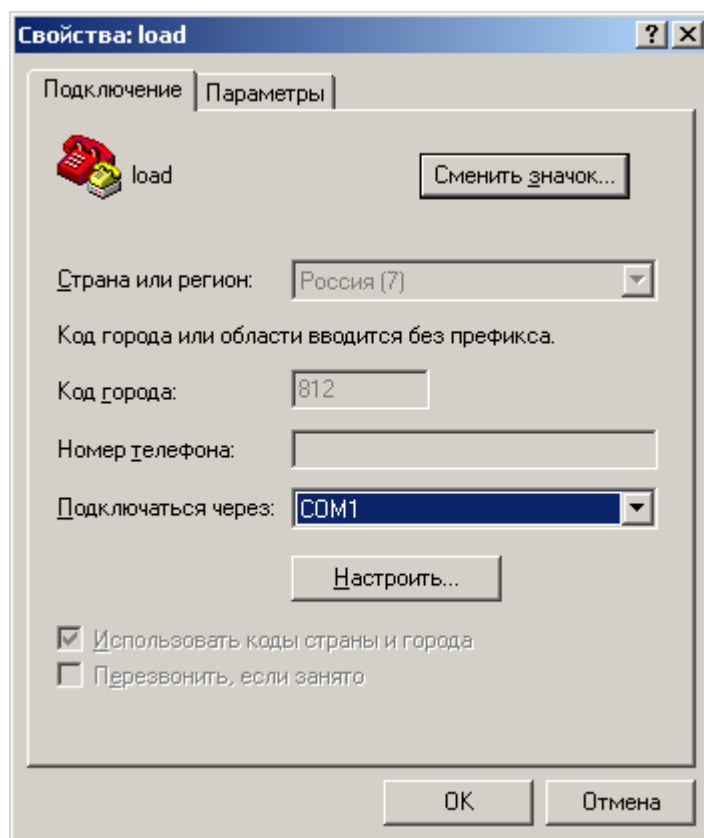 Свойства: load
Подключение Параметры
load Сменить значок...
Страна или регион: Россия (7)
Код города или области вводится без префикса.
Код города: 812
Номер телефона:
Подключаться через: COM1
Настроить...
Использовать коды страны и города
Перезвонить, если занято
OK Отмена